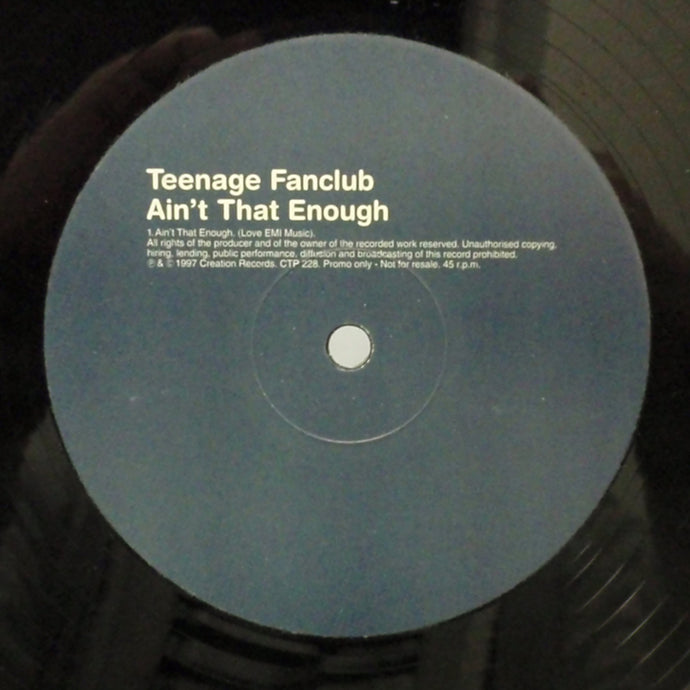 Teenage Fanclub
Ain't That Enough
1. Ain't That Enough. (Love EMI Music).
All rights of the producer and of the owner of the recorded work reserved. Unauthorised copying,
hiring, lending, public performance, diffusion and broadcasting of this record prohibited.
℗ & © 1997 Creation Records. CTP 228. Promo only - Not for resale. 45 r.p.m.